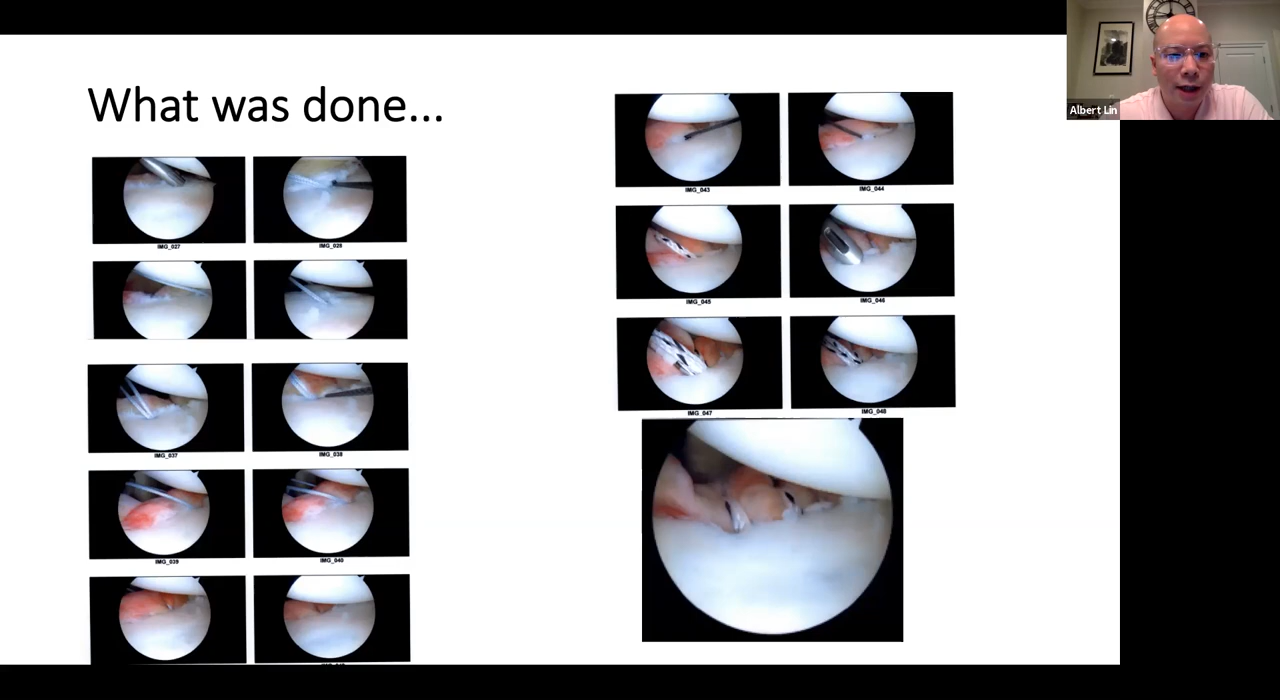 What was done...
IMG_027
IMG_028
IMG_037
IMG_038
IMG_039
IMG_040
IMG_043
IMG_044
IMG_045
IMG_046
IMG_047
IMG_048
Albert Lin